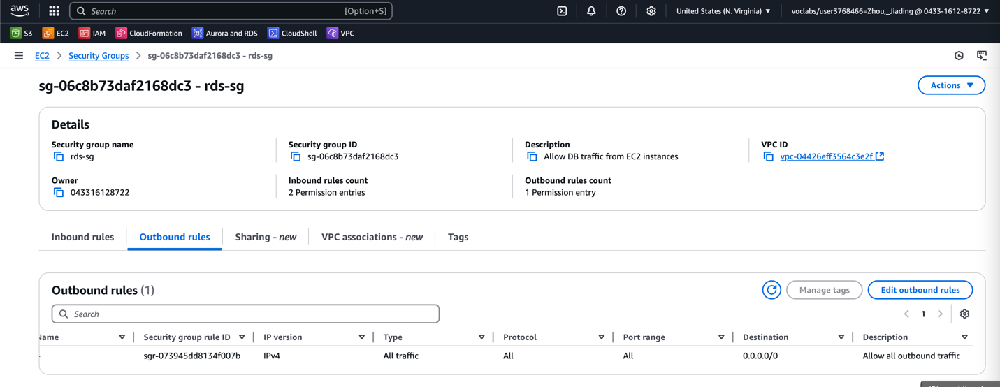 aws Search [Option+S] United States (N. Virginia) ▼ voclabs/user3768466=Zhou,_Jiading @ 0433-1612-8722 ▼
S3 EC2 IAM CloudFormation Aurora and RDS CloudShell VPC
EC2 > Security Groups > sg-06c8b73daf2168dc3 - rds-sg
sg-06c8b73daf2168dc3 - rds-sg
Actions ▼
Details
Security group name Security group ID Description VPC ID
rds-sg sg-06c8b73daf2168dc3 Allow DB traffic from EC2 instances vpc-04426eff3564c3e2f
Owner Inbound rules count Outbound rules count
043316128722 2 Permission entries 1 Permission entry
Inbound rules Outbound rules Sharing - new VPC associations - new Tags
Outbound rules (1) Manage tags Edit outbound rules
Search 1
Name Security group rule ID IP version Type Protocol Port range Destination Description
- sgr-073945dd8134f007b IPv4 All traffic All All 0.0.0.0/0 Allow all outbound traffic